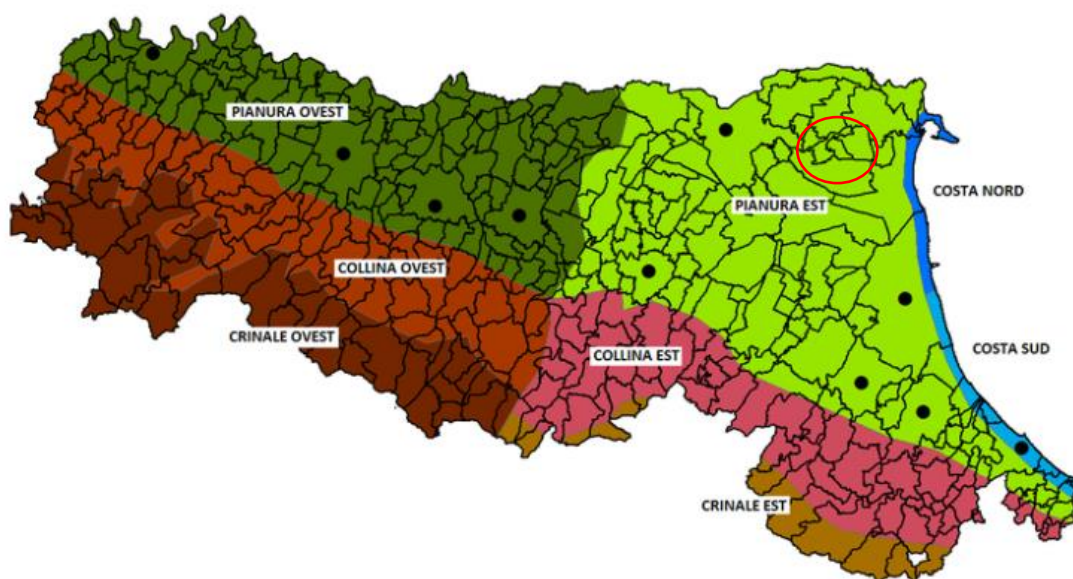 PIANURA OVEST
COSTA NORD
PIANURA EST
COLLINA OVEST
CRINALE OVEST
COLLINA EST
COSTA SUD
CRINALE EST